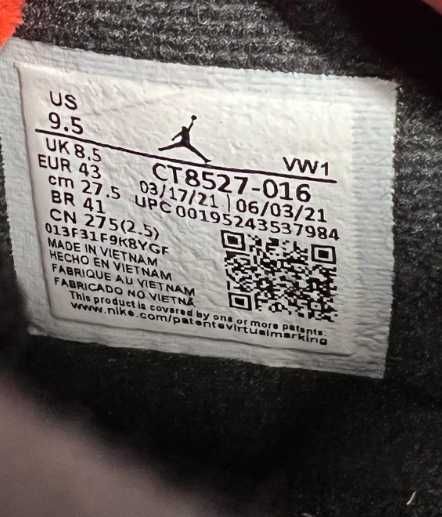 US
9.5
UK 8.5
EUR 43
cm 27.5
BR 41
CN 275(2.5)
VW1
CT8527-016
03/17/21 | 06/03/21
UPC 00195243537984
013F31F9K8YGF
MADE IN VIETNAM
HECHO EN VIETNAM
FABRIQUE AU VIETNAM
FABRICADO NO VIETNÃ
This product is covered by one or more patents.
www.nike.com/patentsvirtualmarking